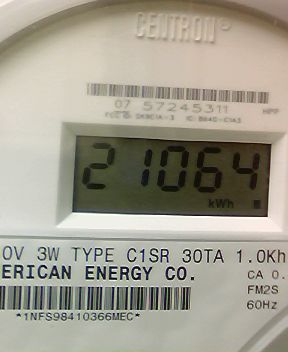 CENTRON®
07 57245311 HPP
21064
kWh
0V 3W TYPE C1SR 30TA 1.0Kh
ERICAN ENERGY CO. CA 0.
FM2S
60Hz
*1NFS98410366MEC*